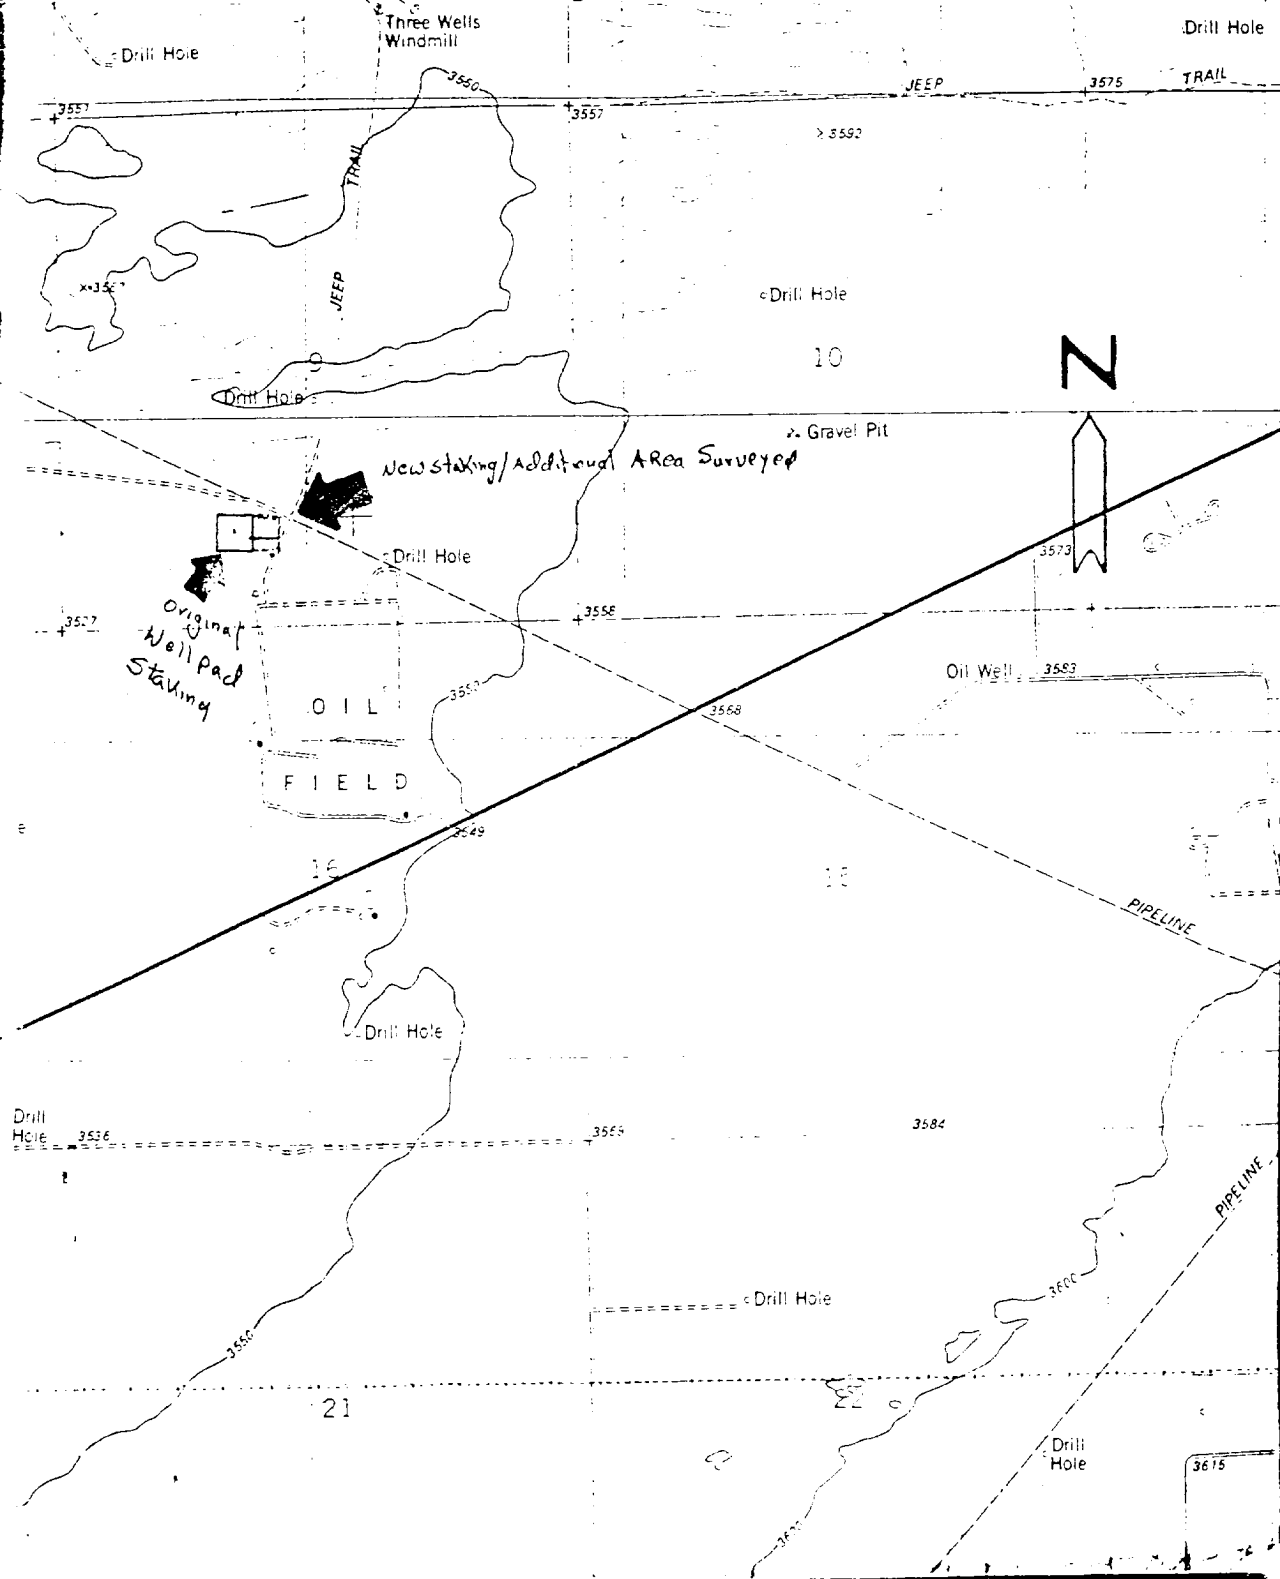 Three Wells
Windmill
Drill Hole
Drill Hole
3550
JEEP
3575
TRAIL
3557
3557
3592
TRAIL
JEEP
Drill Hole
9
10
Drill Hole
N
Gravel Pit
New staking/Additional Area Surveyed
Drill Hole
3573
Original
Well Pad
Staking
3558
Oil Well
3583
OIL
3568
FIELD
3549
16
PIPELINE
Drill Hole
Drill
Hole
3536
3584
PIPELINE
3600
Drill Hole
3550
21
22
Drill
Hole
3615